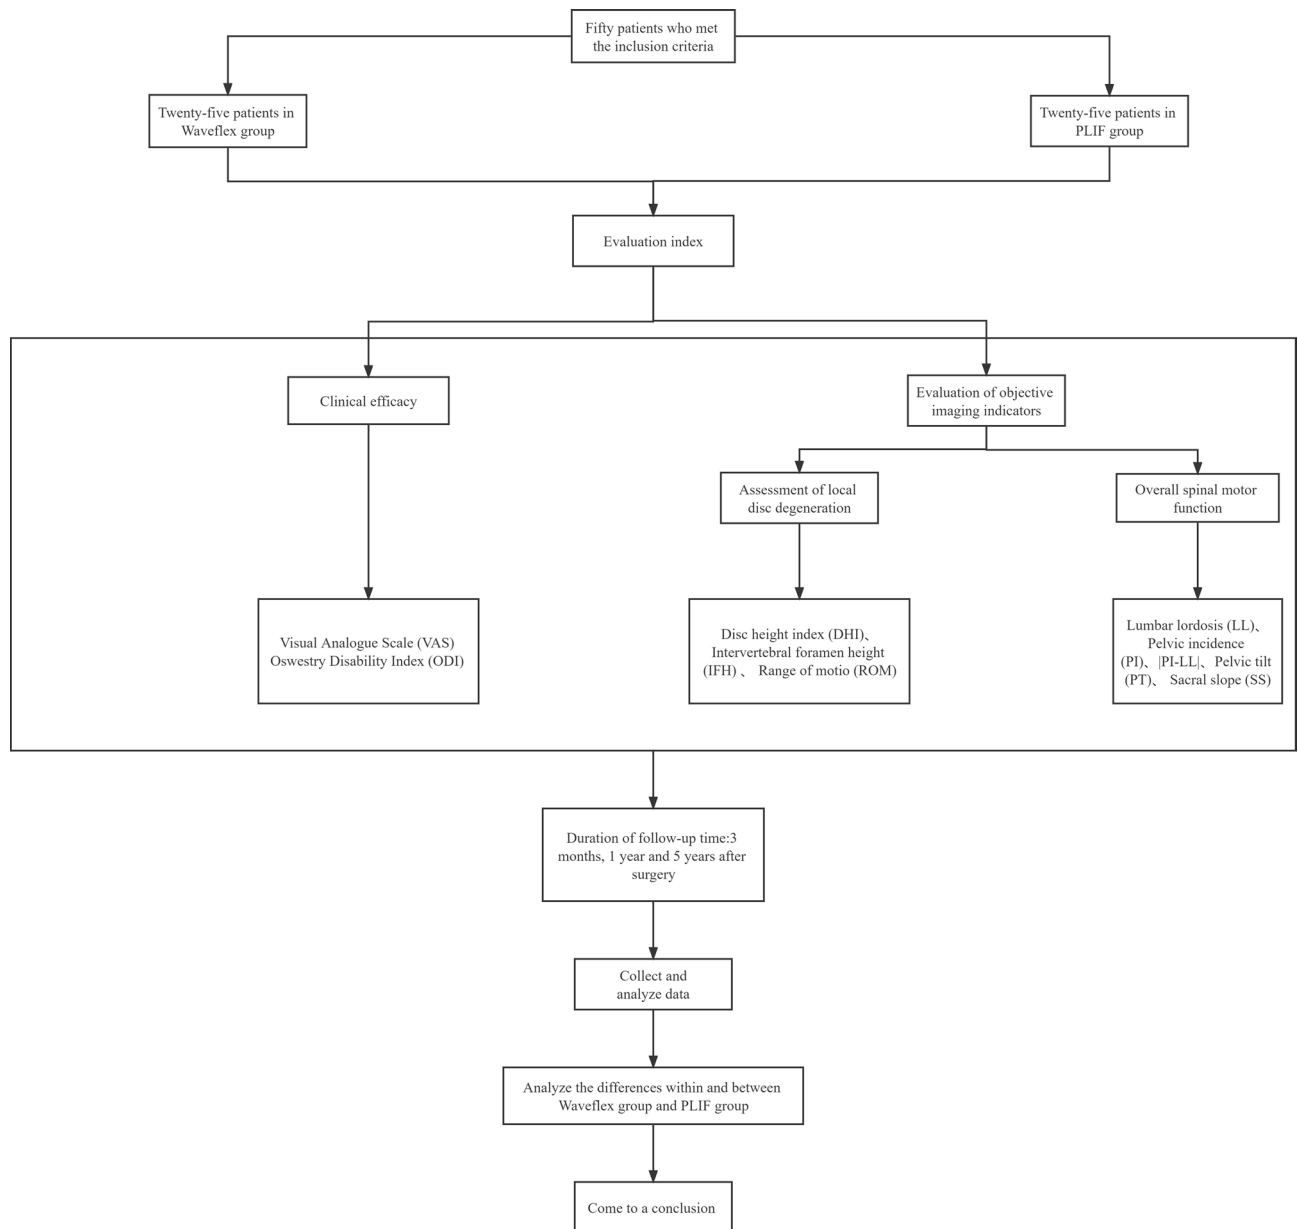 Fifty patients who met
the inclusion criteria
Twenty-five patients in
Waveflex group
Twenty-five patients in
PLIF group
Evaluation index
Clinical efficacy
Evaluation of objective
imaging indicators
Assessment of local
disc degeneration
Overall spinal motor
function
Visual Analogue Scale (VAS)
Oswestry Disability Index (ODI)
Disc height index (DHI)、
Intervertebral foramen height
(IFH) 、 Range of motio (ROM)
Lumbar lordosis (LL)、
Pelvic incidence
(PI)、|PI-LL|、Pelvic tilt
(PT)、 Sacral slope (SS)
Duration of follow-up time:3
months, 1 year and 5 years after
surgery
Collect and
analyze data
Analyze the differences within and between
Waveflex group and PLIF group
Come to a conclusion